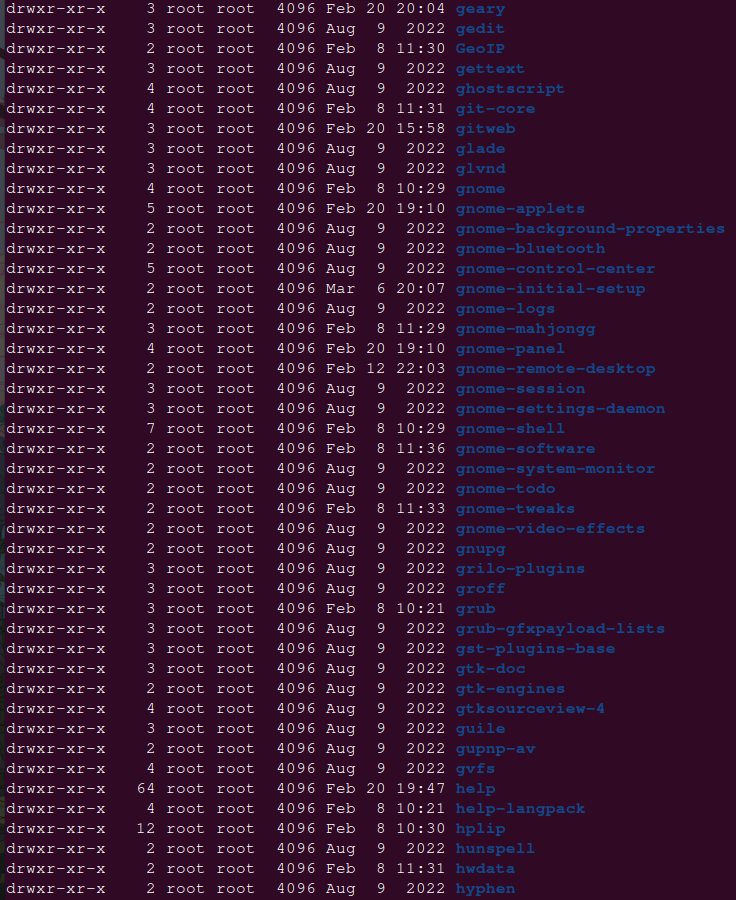 drwxr-xr-x   3 root root  4096 Feb 20 20:04 geary
drwxr-xr-x   3 root root  4096 Aug  9  2022 gedit
drwxr-xr-x   2 root root  4096 Feb  8 11:30 GeoIP
drwxr-xr-x   3 root root  4096 Aug  9  2022 gettext
drwxr-xr-x   4 root root  4096 Aug  9  2022 ghostscript
drwxr-xr-x   4 root root  4096 Feb  8 11:31 git-core
drwxr-xr-x   3 root root  4096 Feb 20 15:58 gitweb
drwxr-xr-x   3 root root  4096 Aug  9  2022 glade
drwxr-xr-x   3 root root  4096 Aug  9  2022 glvnd
drwxr-xr-x   4 root root  4096 Feb  8 10:29 gnome
drwxr-xr-x   5 root root  4096 Feb 20 19:10 gnome-applets
drwxr-xr-x   2 root root  4096 Aug  9  2022 gnome-background-properties
drwxr-xr-x   2 root root  4096 Aug  9  2022 gnome-bluetooth
drwxr-xr-x   5 root root  4096 Aug  9  2022 gnome-control-center
drwxr-xr-x   2 root root  4096 Mar  6 20:07 gnome-initial-setup
drwxr-xr-x   2 root root  4096 Aug  9  2022 gnome-logs
drwxr-xr-x   3 root root  4096 Feb  8 11:29 gnome-mahjongg
drwxr-xr-x   4 root root  4096 Feb 20 19:10 gnome-panel
drwxr-xr-x   2 root root  4096 Feb 12 22:03 gnome-remote-desktop
drwxr-xr-x   3 root root  4096 Aug  9  2022 gnome-session
drwxr-xr-x   3 root root  4096 Aug  9  2022 gnome-settings-daemon
drwxr-xr-x   7 root root  4096 Feb  8 10:29 gnome-shell
drwxr-xr-x   2 root root  4096 Feb  8 11:36 gnome-software
drwxr-xr-x   2 root root  4096 Aug  9  2022 gnome-system-monitor
drwxr-xr-x   2 root root  4096 Aug  9  2022 gnome-todo
drwxr-xr-x   2 root root  4096 Feb  8 11:33 gnome-tweaks
drwxr-xr-x   2 root root  4096 Aug  9  2022 gnome-video-effects
drwxr-xr-x   2 root root  4096 Aug  9  2022 gnupg
drwxr-xr-x   3 root root  4096 Aug  9  2022 grilo-plugins
drwxr-xr-x   3 root root  4096 Aug  9  2022 groff
drwxr-xr-x   3 root root  4096 Feb  8 10:21 grub
drwxr-xr-x   3 root root  4096 Aug  9  2022 grub-gfxpayload-lists
drwxr-xr-x   3 root root  4096 Aug  9  2022 gst-plugins-base
drwxr-xr-x   3 root root  4096 Aug  9  2022 gtk-doc
drwxr-xr-x   2 root root  4096 Aug  9  2022 gtk-engines
drwxr-xr-x   4 root root  4096 Aug  9  2022 gtksourceview-4
drwxr-xr-x   3 root root  4096 Aug  9  2022 guile
drwxr-xr-x   2 root root  4096 Aug  9  2022 gupnp-av
drwxr-xr-x   4 root root  4096 Aug  9  2022 gvfs
drwxr-xr-x  64 root root  4096 Feb 20 19:47 help
drwxr-xr-x   4 root root  4096 Feb  8 10:21 help-langpack
drwxr-xr-x  12 root root  4096 Feb  8 10:30 hplip
drwxr-xr-x   2 root root  4096 Aug  9  2022 hunspell
drwxr-xr-x   2 root root  4096 Feb  8 11:31 hwdata
drwxr-xr-x   2 root root  4096 Aug  9  2022 hyphen